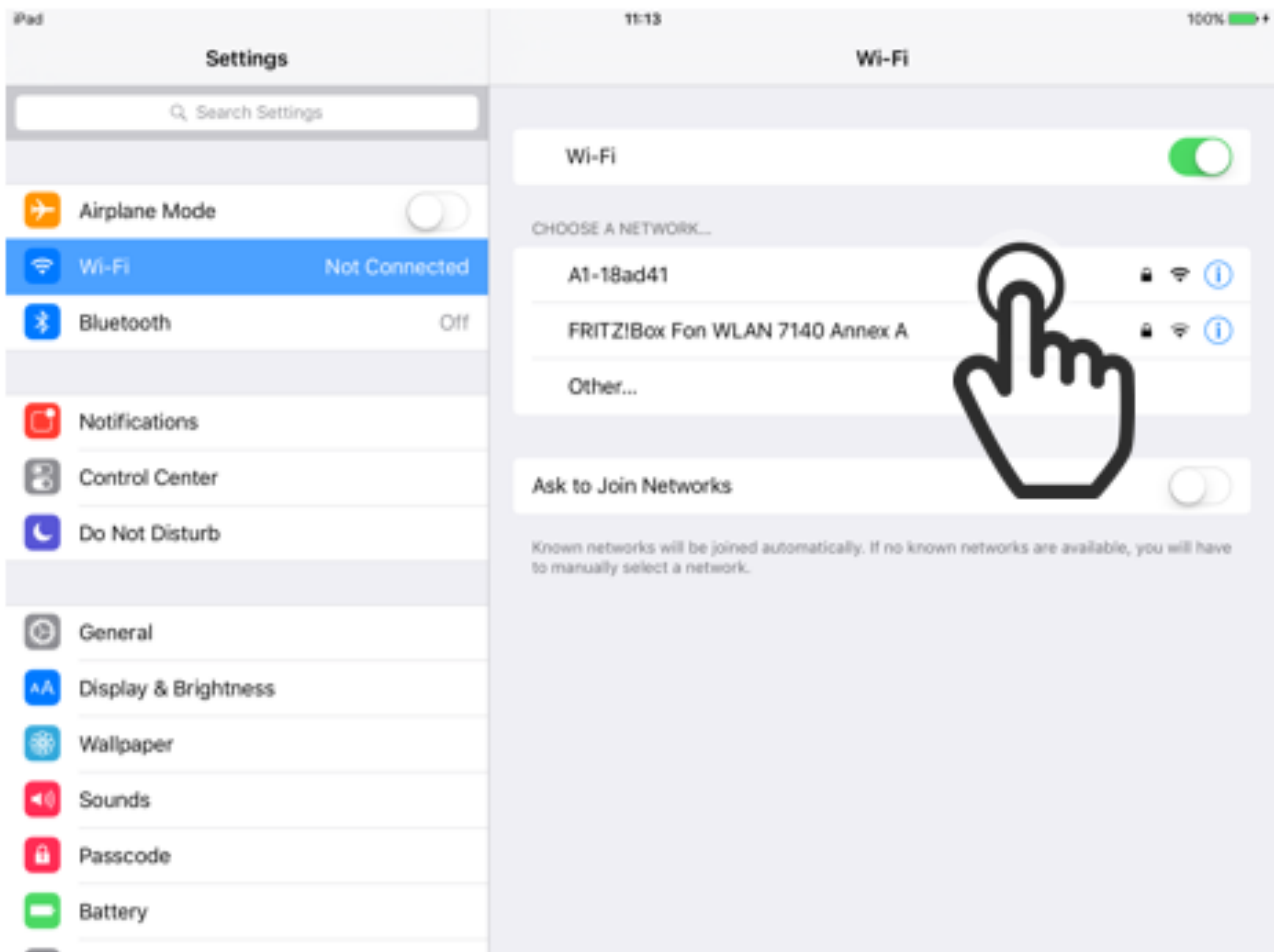 iPad 11:13 100%
Settings
Wi-Fi
Search Settings
Airplane Mode
Wi-Fi Not Connected
Bluetooth Off
Notifications
Control Center
Do Not Disturb
General
Display & Brightness
AA
Wallpaper
Sounds
Passcode
Battery
Wi-Fi
CHOOSE A NETWORK...
A1-18ad41
FRITZ!Box Fon WLAN 7140 Annex A
Other...
Ask to Join Networks
Known networks will be joined automatically. If no known networks are available, you will have
to manually select a network.